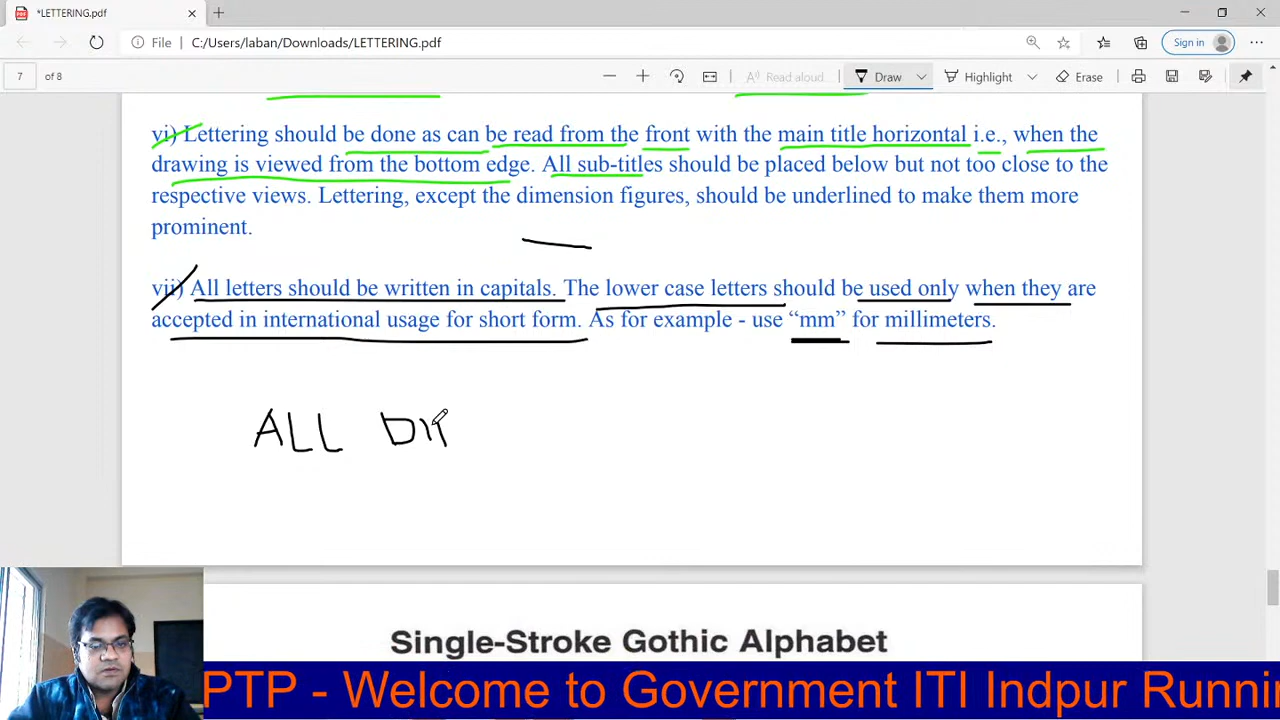 *LETTERING.pdf
File C:/Users/laban/Downloads/LETTERING.pdf Sign in
7 of 8 Read aloud Draw Highlight Erase
vi) Lettering should be done as can be read from the front with the main title horizontal i.e., when the
drawing is viewed from the bottom edge. All sub-titles should be placed below but not too close to the
respective views. Lettering, except the dimension figures, should be underlined to make them more
prominent.
vii) All letters should be written in capitals. The lower case letters should be used only when they are
accepted in international usage for short form. As for example - use “mm” for millimeters.
ALL
Single-Stroke Gothic Alphabet
PTP - Welcome to Government ITI Indpur Runnin